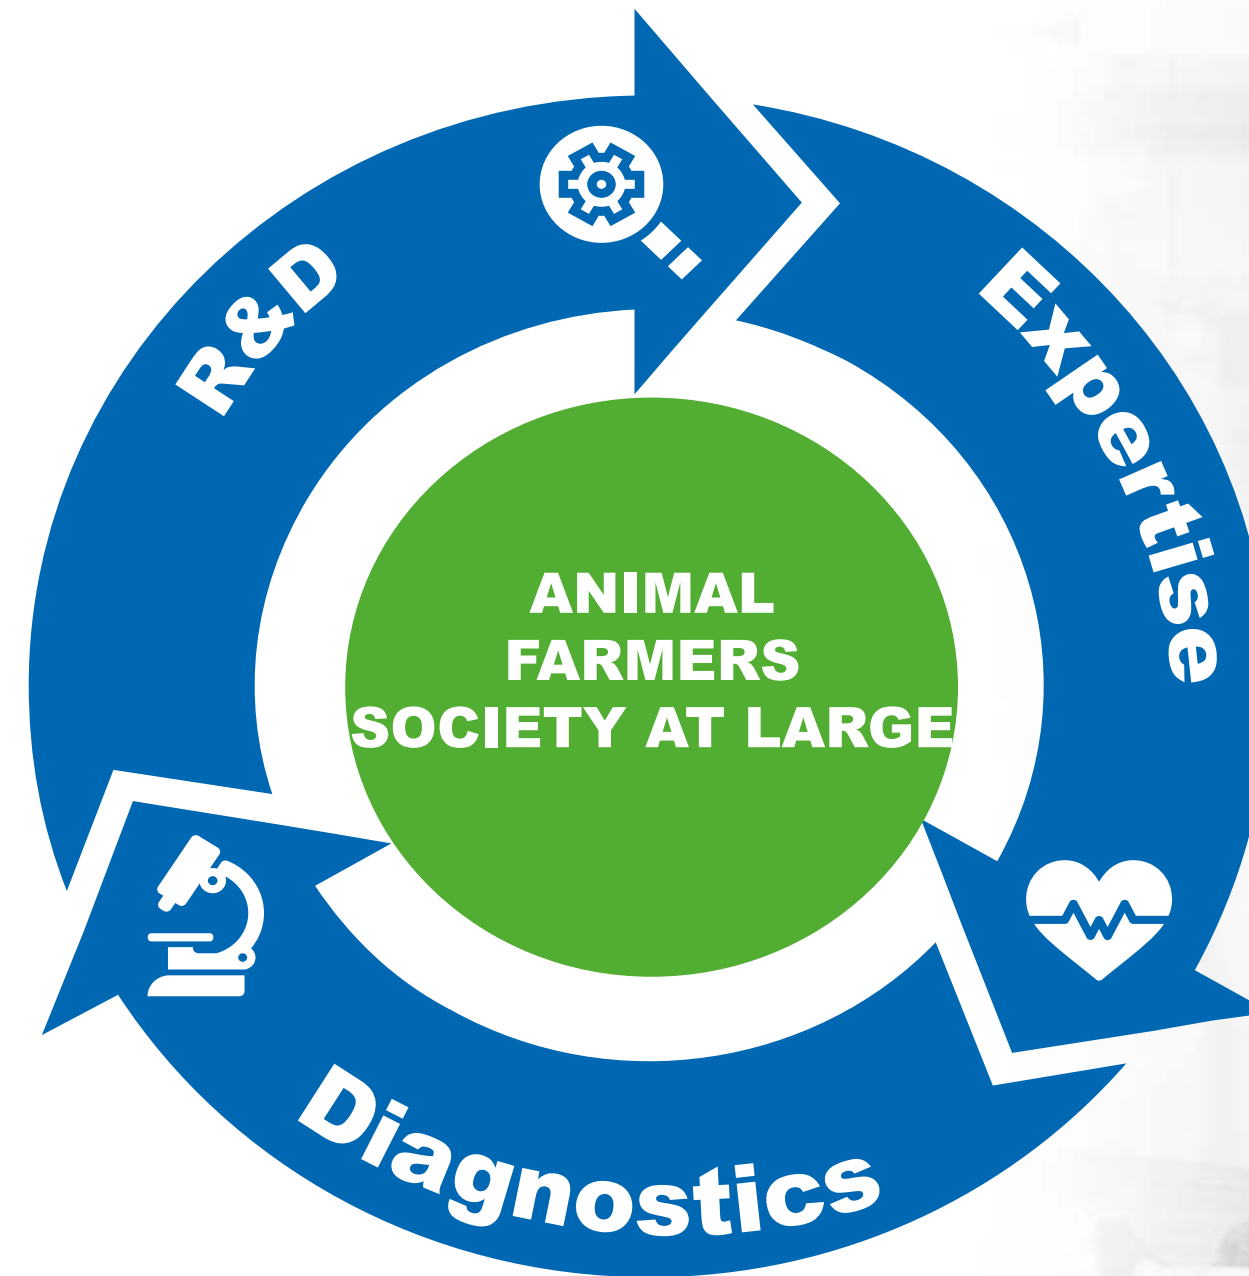 R&D
Expertise
ANIMAL
FARMERS
SOCIETY AT LARGE
Diagnostics